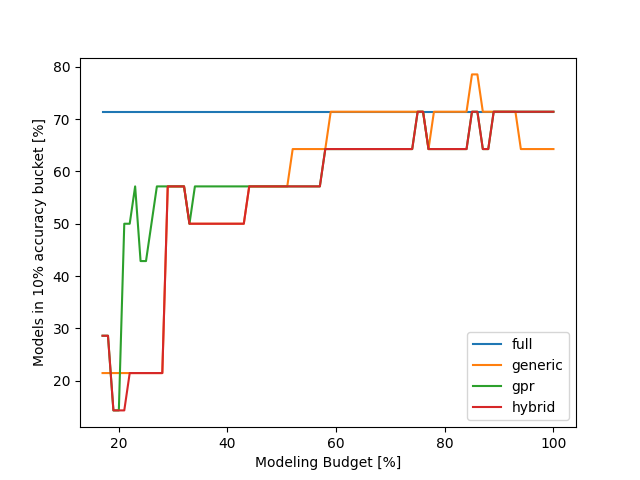 80
70
60
50
40
30
20
Models in 10% accuracy bucket [%]
20 40 60 80 100
Modeling Budget [%]
full
generic
gpr
hybrid